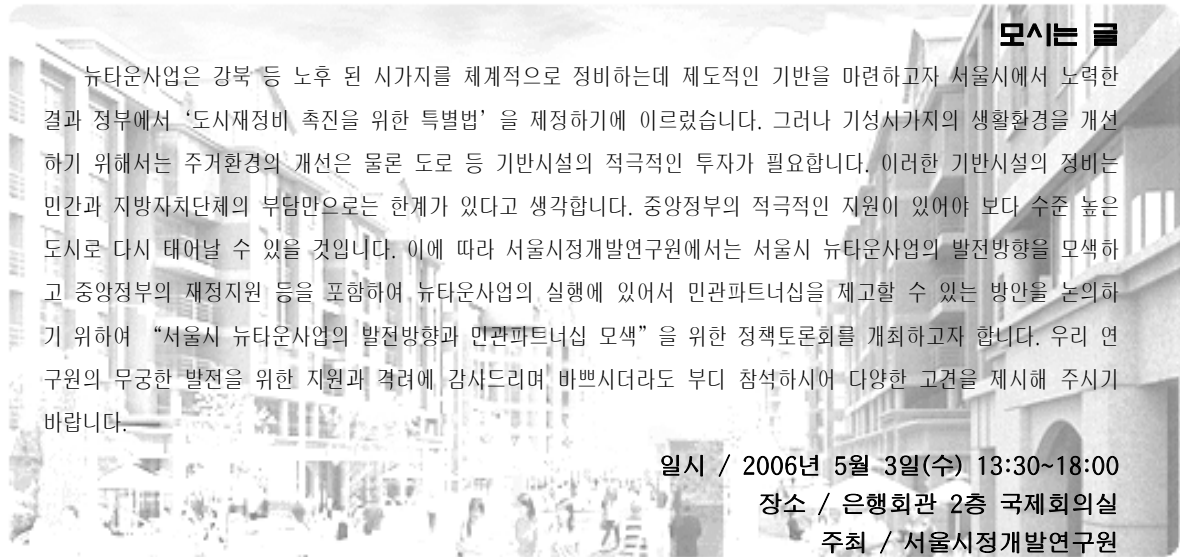 모시는 글
뉴타운사업은 강북 등 노후 된 시가지를 체계적으로 정비하는데 제도적인 기반을 마련하고자 서울시에서 노력한
결과 정부에서 ‘도시재정비 촉진을 위한 특별법’ 을 제정하기에 이르렀습니다. 그러나 기성시가지의 생활환경을 개선
하기 위해서는 주거환경의 개선은 물론 도로 등 기반시설의 적극적인 투자가 필요합니다. 이러한 기반시설의 정비는
민간과 지방자치단체의 부담만으로는 한계가 있다고 생각합니다. 중앙정부의 적극적인 지원이 있어야 보다 수준 높은
도시로 다시 태어날 수 있을 것입니다. 이에 따라 서울시정개발연구원에서는 서울시 뉴타운사업의 발전방향을 모색하
고 중앙정부의 재정지원 등을 포함하여 뉴타운사업의 실행에 있어서 민관파트너십을 제고할 수 있는 방안을 논의하
기 위하여 “서울시 뉴타운사업의 발전방향과 민관파트너십 모색” 을 위한 정책토론회를 개최하고자 합니다. 우리 연
구원의 무궁한 발전을 위한 지원과 격려에 감사드리며 바쁘시더라도 부디 참석하시어 다양한 고견을 제시해 주시기
바랍니다.
일시 / 2006년 5월 3일(수) 13:30~18:00
장소 / 은행회관 2층 국제회의실
주최 / 서울시정개발연구원